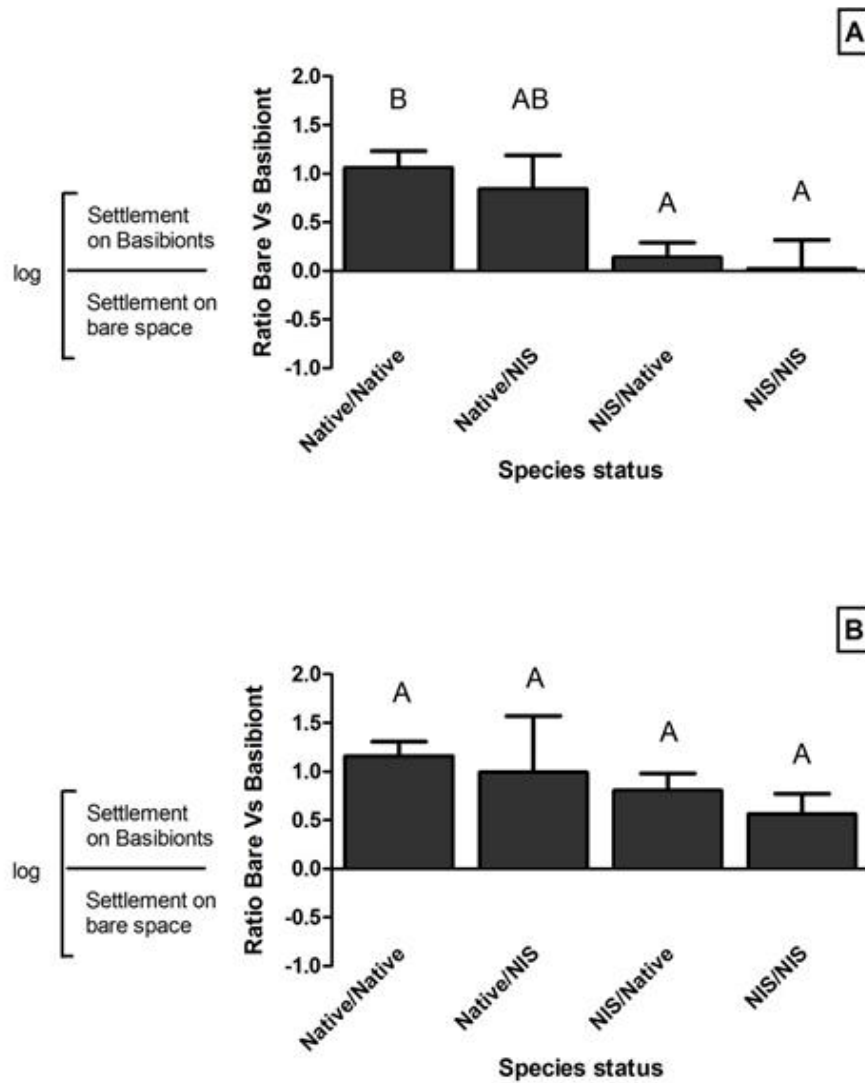 A
Ratio Bare Vs Basibiont
2.0
1.5
1.0
0.5
0.0
-0.5
-1.0
B
AB
A
A
log
Settlement
on Basibionts
Settlement on
bare space
Native/Native
Native/NIS
NIS/Native
NIS/NIS
Species status
B
Ratio Bare Vs Basibiont
2.0
1.5
1.0
0.5
0.0
-0.5
-1.0
A
A
A
A
log
Settlement
on Basibionts
Settlement on
bare space
Native/Native
Native/NIS
NIS/Native
NIS/NIS
Species status